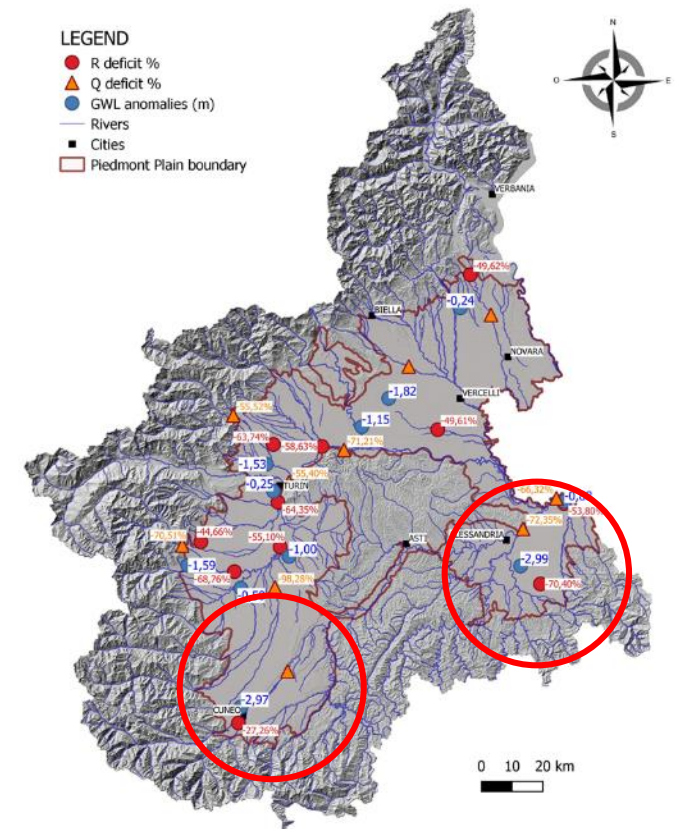 LEGEND
R deficit %
Q deficit %
GWL anomalies (m)
Rivers
Cities
Piedmont Plain boundary
N
O
E
S
VERBANIA
-49,62%
BIELLA
-0,24
NOVARA
-1,82
VERCELLI
-55,52%
-1,15
-49,61%
-63,74%
-58,63%
-71,21%
-1,53
-55,40%
-0,25
TURIN
-66,32%
-64,35%
-53,80%
-70,51%
-44,66%
-72,35%
-55,10%
-1,00
ASTI
LESSANDRIA
-1,59
-2,99
-68,76%
-98,28%
-70,40%
-2,97
CUNEO
-27,26%
0 10 20 km